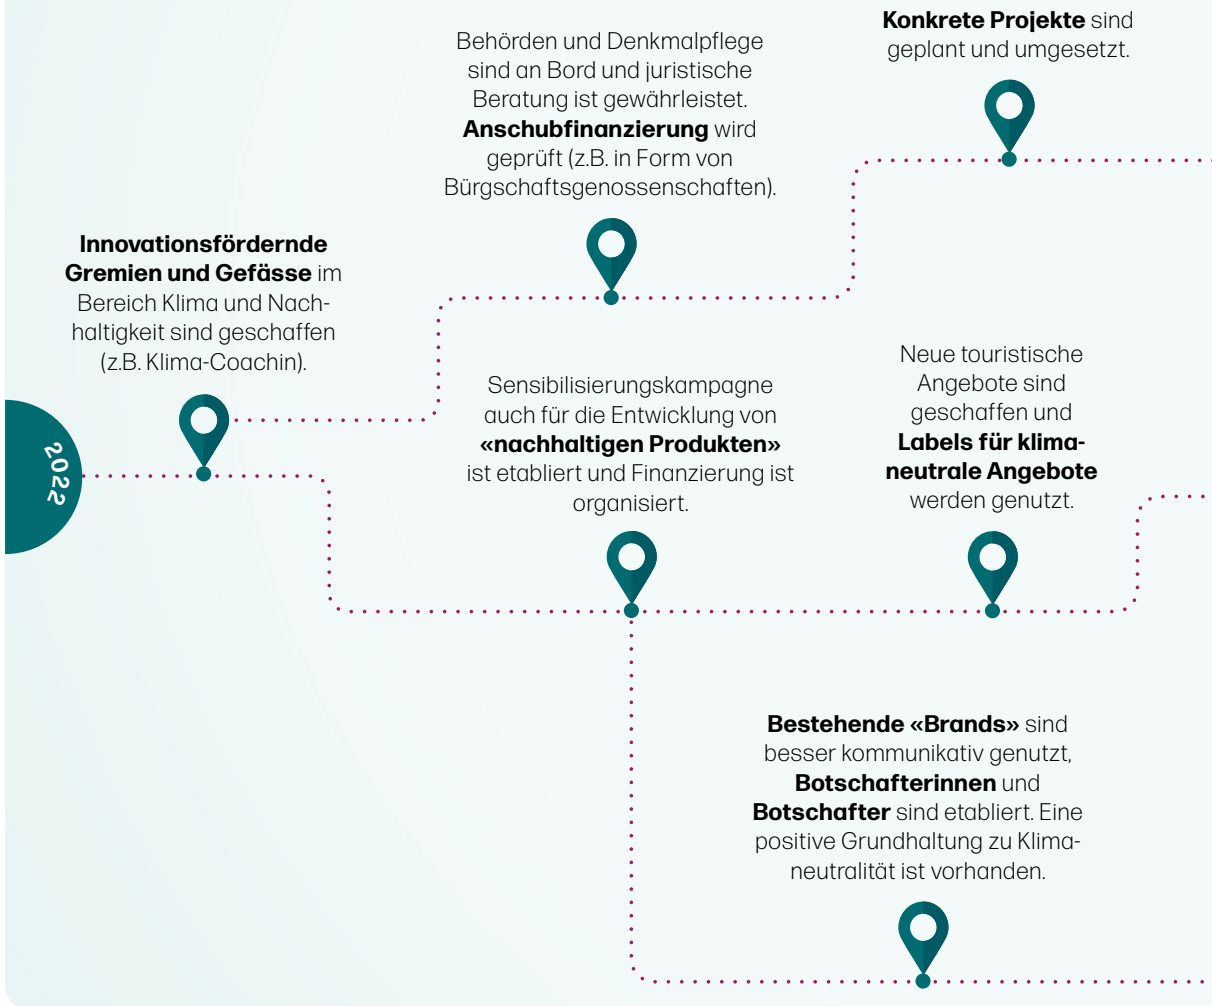 Konkrete Projekte sind
geplant und umgesetzt.
Behörden und Denkmalpflege
sind an Bord und juristische
Beratung ist gewährleistet.
Anschubfinanzierung wird
geprüft (z.B. in Form von
Bürgschaftsgenossenschaften).
Innovationsfördernde
Gremien und Gefässe im
Bereich Klima und Nach-
haltigkeit sind geschaffen
(z.B. Klima-Coachin).
2022
Sensibilisierungskampagne
auch für die Entwicklung von
«nachhaltigen Produkten»
ist etabliert und Finanzierung ist
organisiert.
Neue touristische
Angebote sind
geschaffen und
Labels für klima-
neutrale Angebote
werden genutzt.
Bestehende «Brands» sind
besser kommunikativ genutzt,
Botschafterinnen und
Botschafter sind etabliert. Eine
positive Grundhaltung zu Klima-
neutralität ist vorhanden.